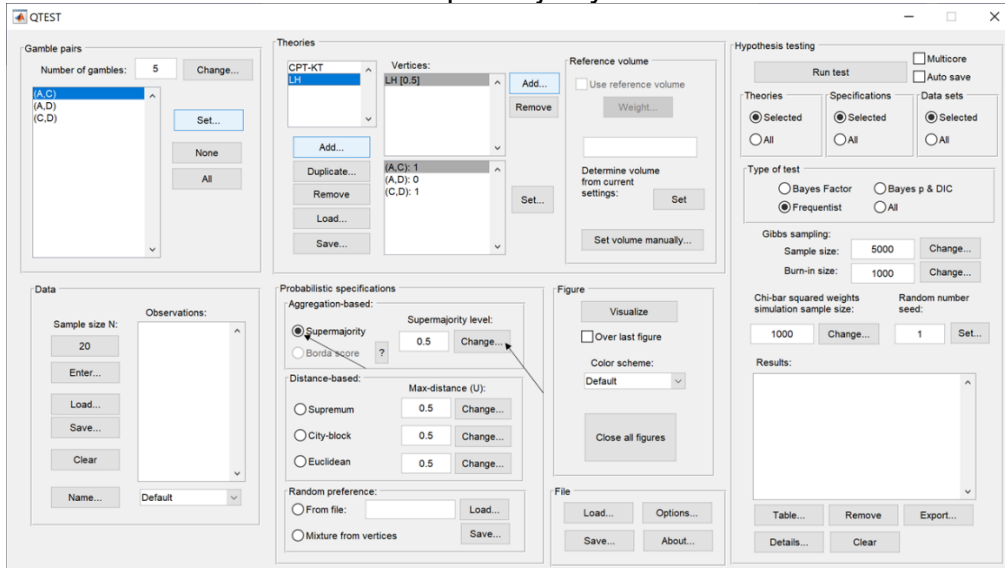 QTEST
Gamble pairs
Number of gambles: 5 Change...
(A,C)
(A,D)
(C,D)
Set...
None
All
Theories
CPT-KT
LH
Add...
Duplicate...
Remove
Load...
Save...
Vertices:
LH [0.5]
Add...
Remove
(A,C): 1
(A,D): 0
(C,D): 1
Set...
Reference volume
Use reference volume
Weight...
Determine volume
from current
settings:
Set
Set volume manually...
Hypothesis testing
Run test
Multicore
Auto save
Theories
Selected
All
Specifications
Selected
All
Data sets
Selected
All
Type of test
Bayes Factor Bayes p & DIC
Frequentist All
Gibbs sampling:
Sample size: 5000 Change...
Burn-in size: 1000 Change...
Chi-bar squared weights
simulation sample size:
1000 Change...
Random number
seed:
1 Set...
Results:
Table... Remove Export...
Details... Clear
Data
Sample size N:
20
Enter...
Load...
Save...
Clear
Name... Default
Observations:
Probabilistic specifications
Aggregation-based:
Supermajority
Borda score ?
Supermajority level:
0.5 Change...
Distance-based:
Max-distance (U):
Supremum 0.5 Change...
City-block 0.5 Change...
Euclidean 0.5 Change...
Random preference:
From file: Load...
Mixture from vertices Save...
Figure
Visualize
Over last figure
Color scheme:
Default
Close all figures
File
Load... Options...
Save... About...